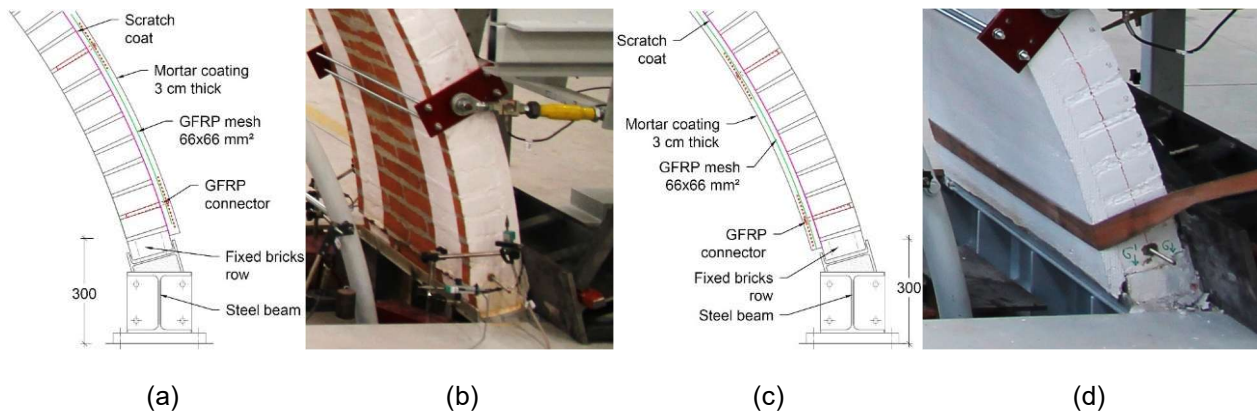 Scratch
coat
Mortar coating
3 cm thick
GFRP mesh
66x66 mm²
GFRP
connector
Fixed bricks
row
300
Steel beam
(a)
(b)
Scratch
coat
Mortar coating
3 cm thick
GFRP mesh
66x66 mm²
GFRP
connector
Fixed bricks
row
Steel beam
300
(c)
(d)